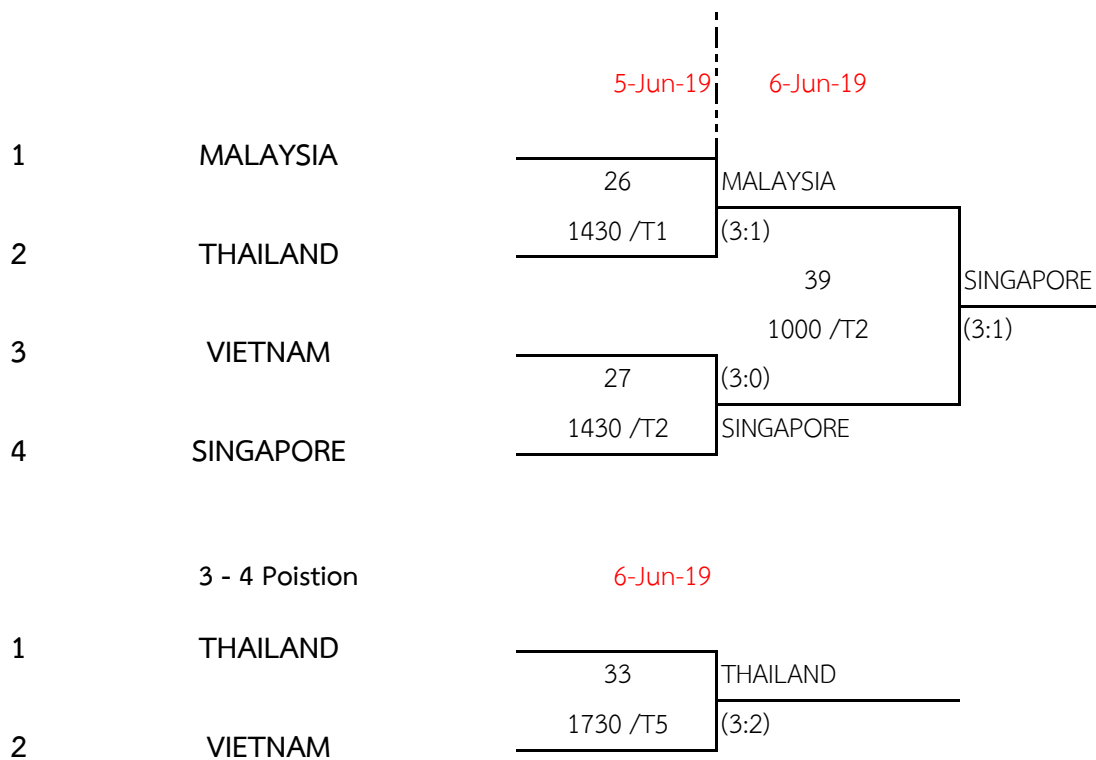 5-Jun-19 6-Jun-19
1 MALAYSIA
26 MALAYSIA
1430 /T1 (3:1)
2 THAILAND
39 SINGAPORE
1000 /T2 (3:1)
3 VIETNAM
27 (3:0)
1430 /T2 SINGAPORE
4 SINGAPORE
3 - 4 Poistion 6-Jun-19
1 THAILAND
33 THAILAND
1730 /T5 (3:2)
2 VIETNAM